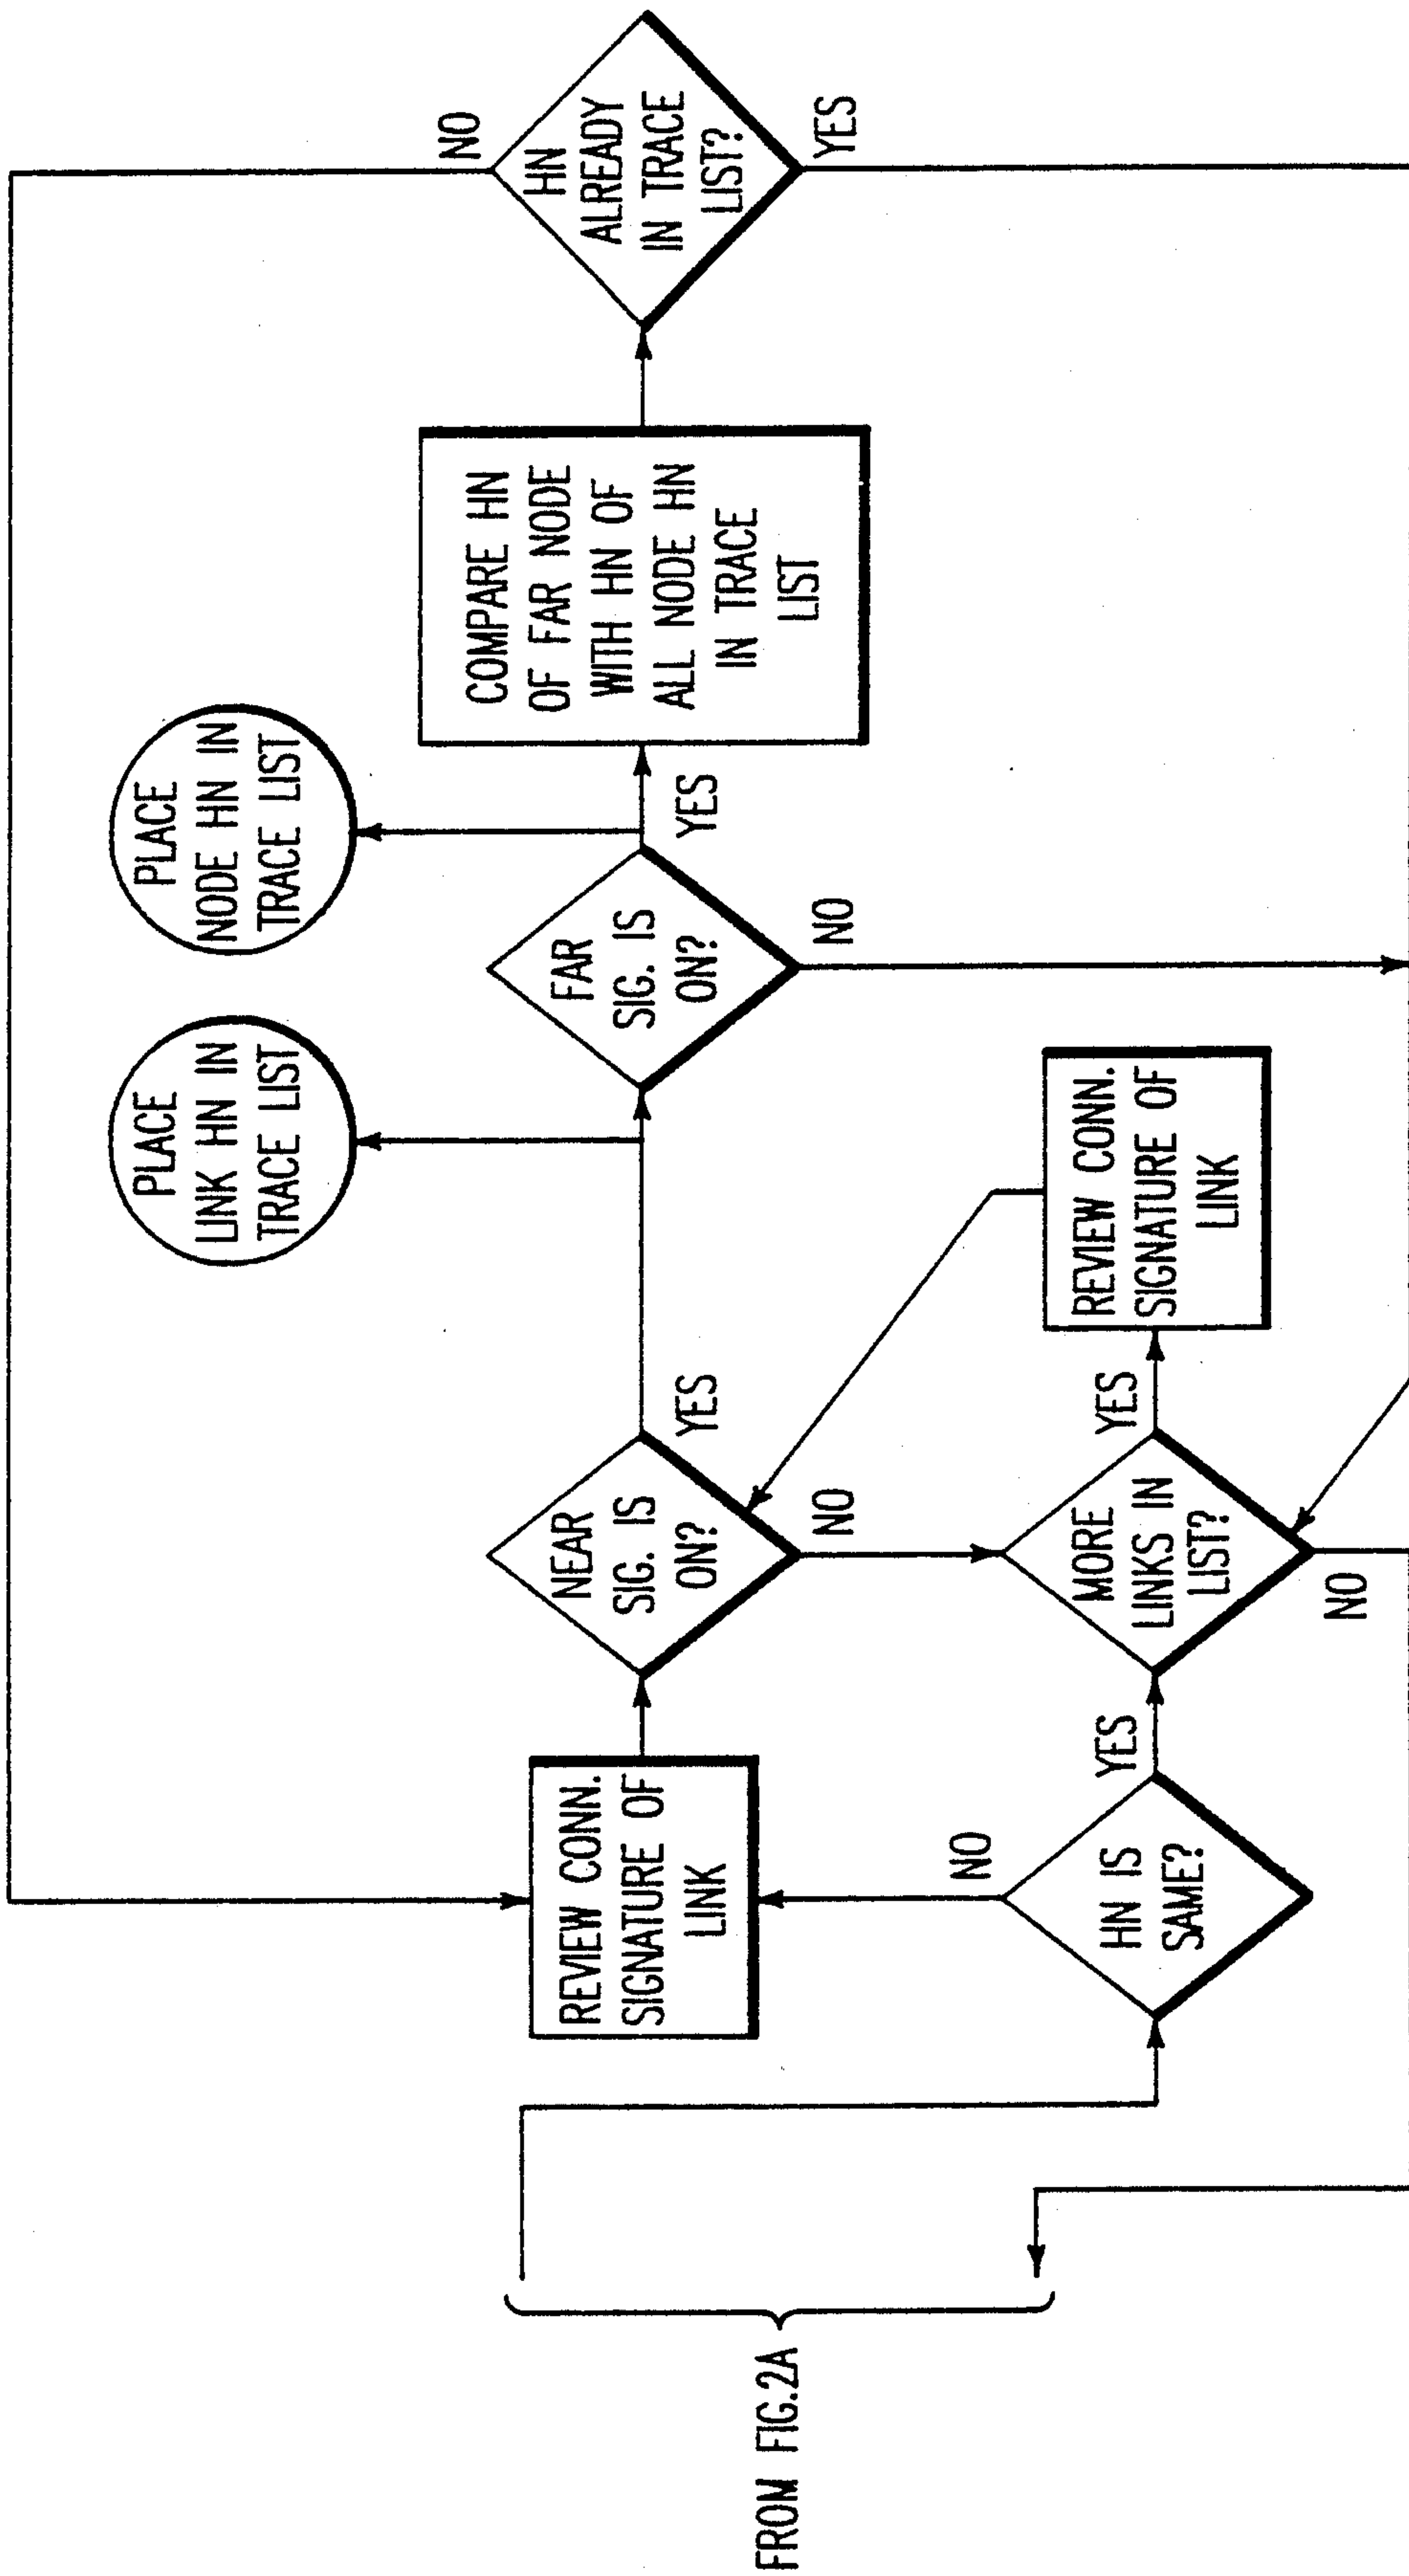 FROM FIG.2A
REVIEW CONN.
SIGNATURE OF
LINK
NO
HN IS
SAME?
YES
NEAR
SIG. IS
ON?
YES
NO
MORE
LINKS IN
LIST?
YES
NO
REVIEW CONN.
SIGNATURE OF
LINK
PLACE
LINK HN IN
TRACE LIST
FAR
SIG. IS
ON?
YES
NO
PLACE
NODE HN IN
TRACE LIST
COMPARE HN
OF FAR NODE
WITH HN OF
ALL NODE HN
IN TRACE
LIST
HN
ALREADY
IN TRACE
LIST?
NO
YES